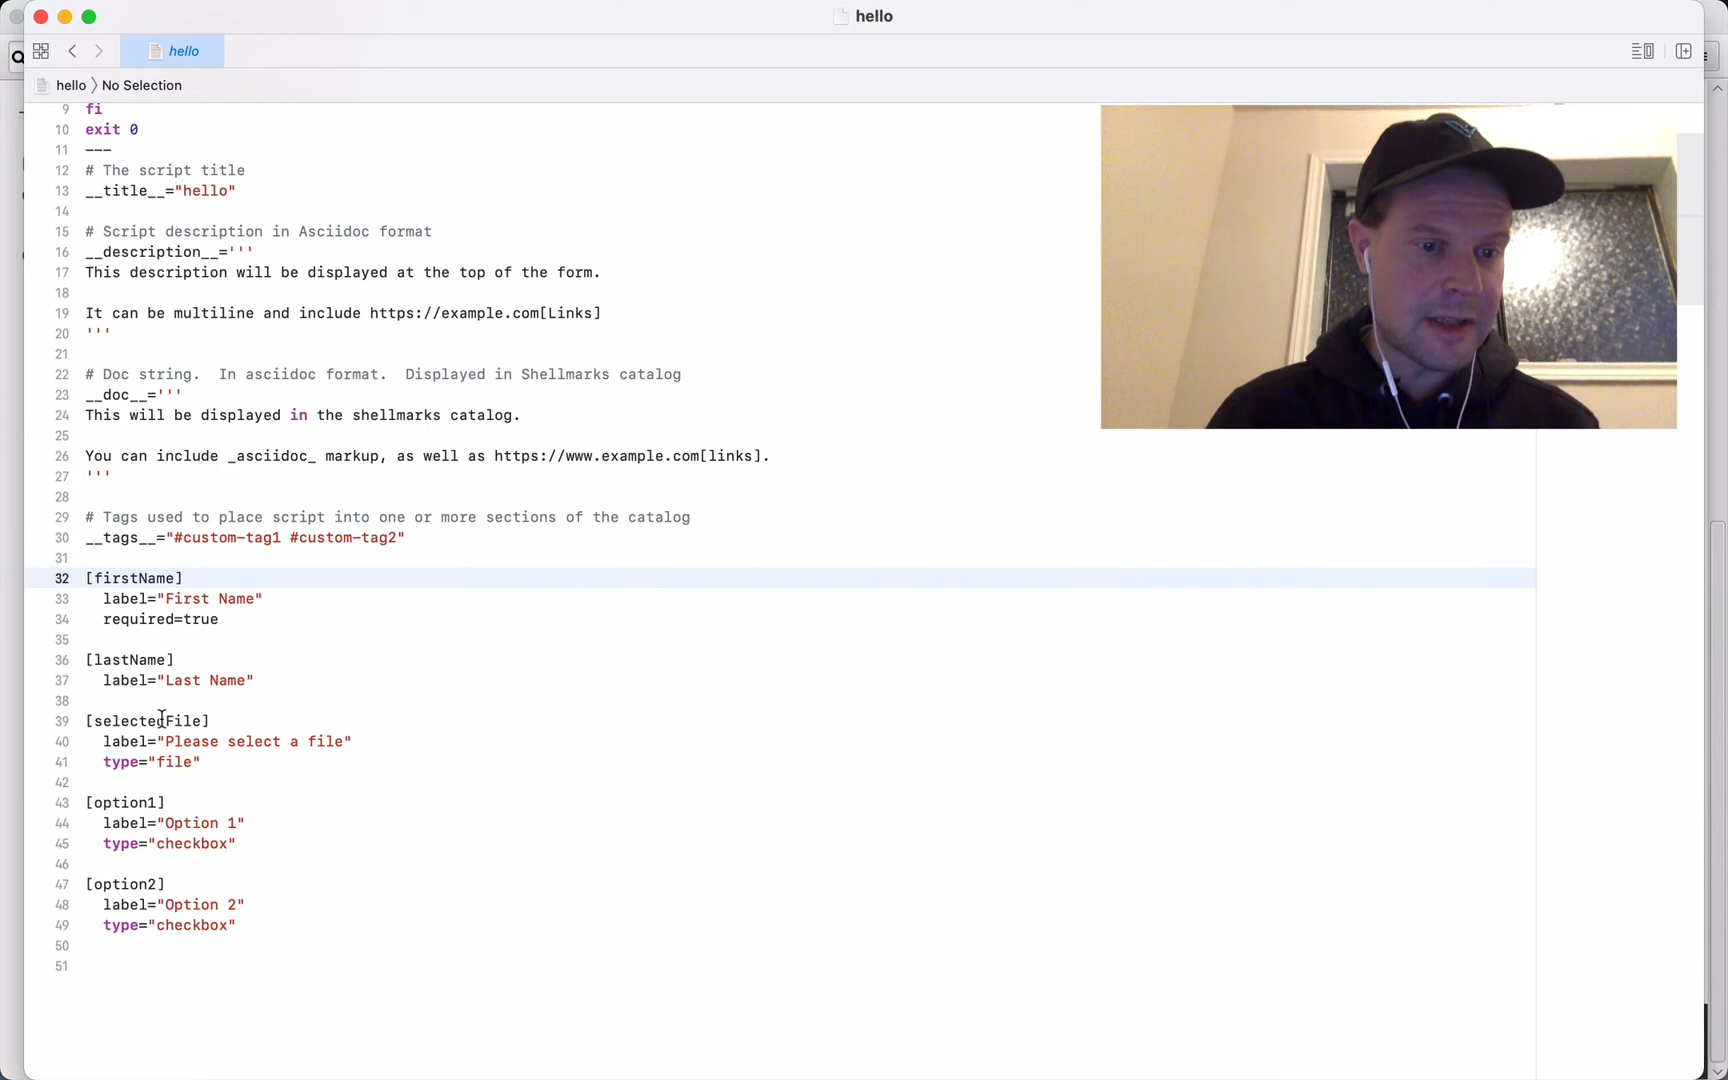 hello
hello
hello 〉 No Selection
9 fi
10 exit 0
11 ---
12 # The script title
13 __title__="hello"
14
15 # Script description in Asciidoc format
16 __description__='''
17 This description will be displayed at the top of the form.
18
19 It can be multiline and include https://example.com[Links]
20 '''
21
22 # Doc string.  In asciidoc format.  Displayed in Shellmarks catalog
23 __doc__='''
24 This will be displayed in the shellmarks catalog.
25
26 You can include _asciidoc_ markup, as well as https://www.example.com[links].
27 '''
28
29 # Tags used to place script into one or more sections of the catalog
30 __tags__="#custom-tag1 #custom-tag2"
31
32 [firstName]
33   label="First Name"
34   required=true
35
36 [lastName]
37   label="Last Name"
38
39 [selectedFile]
40   label="Please select a file"
41   type="file"
42
43 [option1]
44   label="Option 1"
45   type="checkbox"
46
47 [option2]
48   label="Option 2"
49   type="checkbox"
50
51